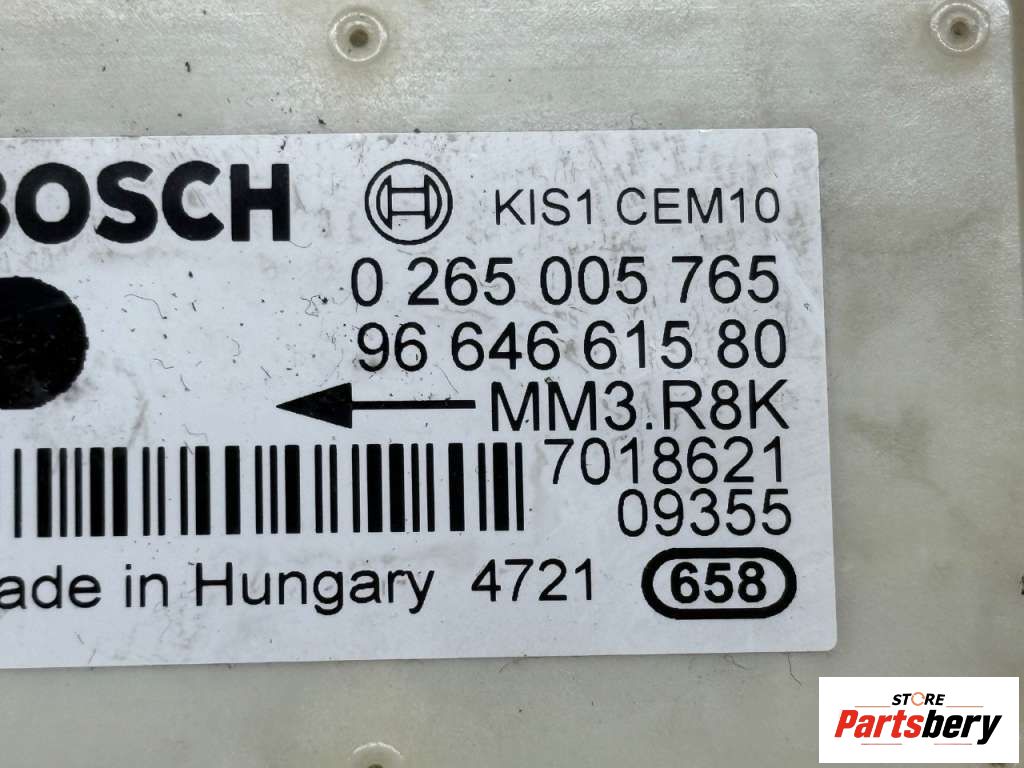 BOSCH KIS1 CEM10
0 265 005 765
96 646 615 80
MM3.R8K
7018621
09355
ade in Hungary 4721 658
STORE
Partsbery